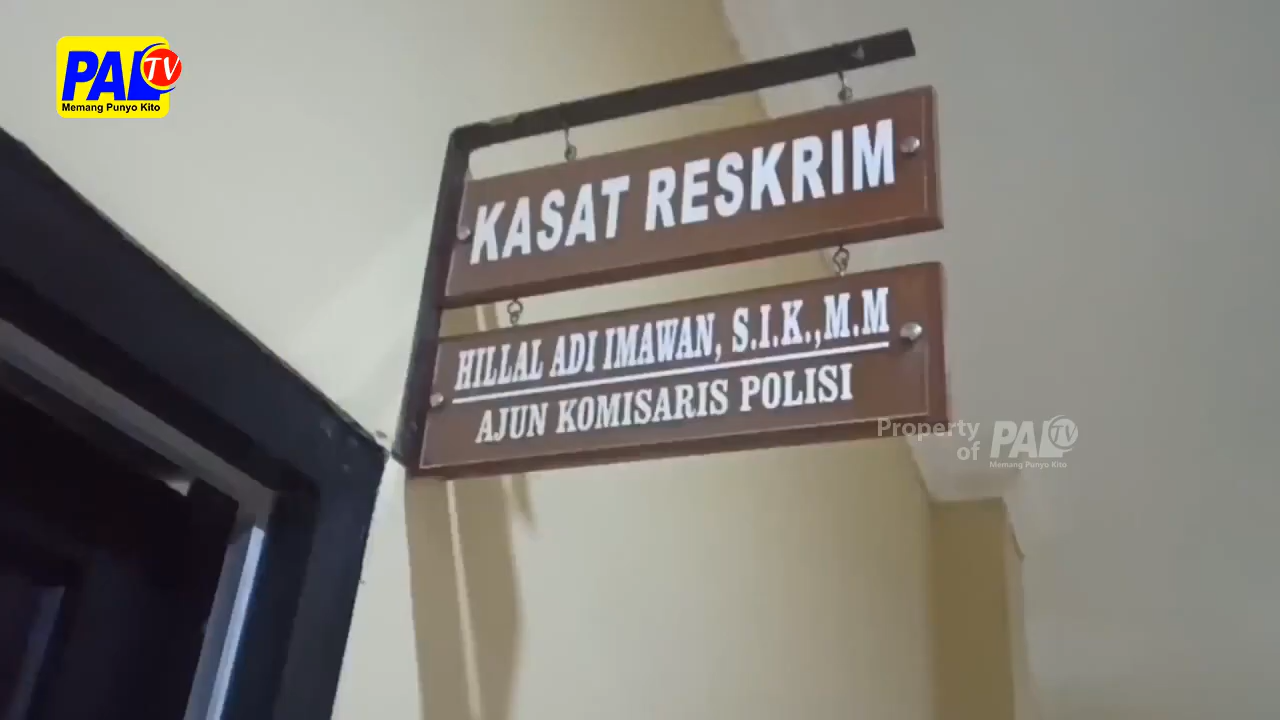 PAL TV
Memang Punyo Kito
KASAT RESKRIM
HILLAL ADI IMAWAN, S.I.K.,M.M
AJUN KOMISARIS POLISI
Property
of
PAL TV
Memang Punyo Kito